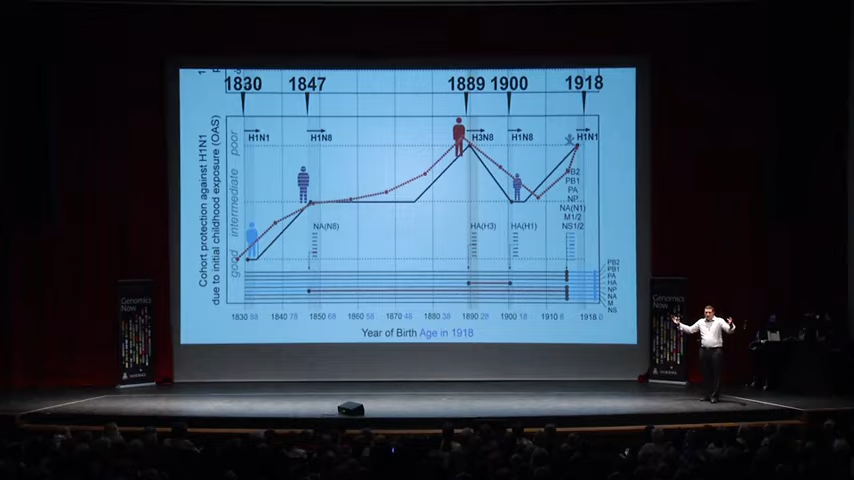 1830 1847 1889 1900 1918
H1N1 H1N8 H3N8 H1N8 H1N1
Cohort protection against H1N1
due to initial childhood exposure (OAS)
good intermediate poor
PB1
PA
NP
NA(N1)
M1/2
NS1/2
NA(N8) HA(H3) HA(H1)
PB2
PB1
PA
HA
NP
NA
M
NS
1830 88 1840 78 1850 68 1860 58 1870 48 1880 38 1890 28 1900 18 1910 8 1918 0
Year of Birth Age in 1918
Genomics
Now
Genomics
Now